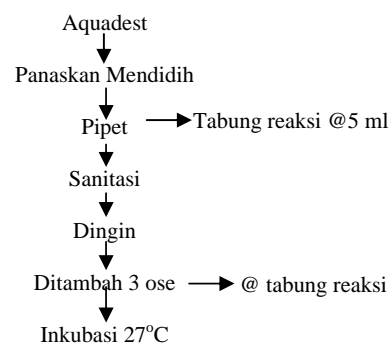 Aquadest
Panaskan Mendidih
Pipet
Tabung reaksi @5 ml
Sanitasi
Dingin
Ditambah 3 ose
@ tabung reaksi
Inkubasi 27°C